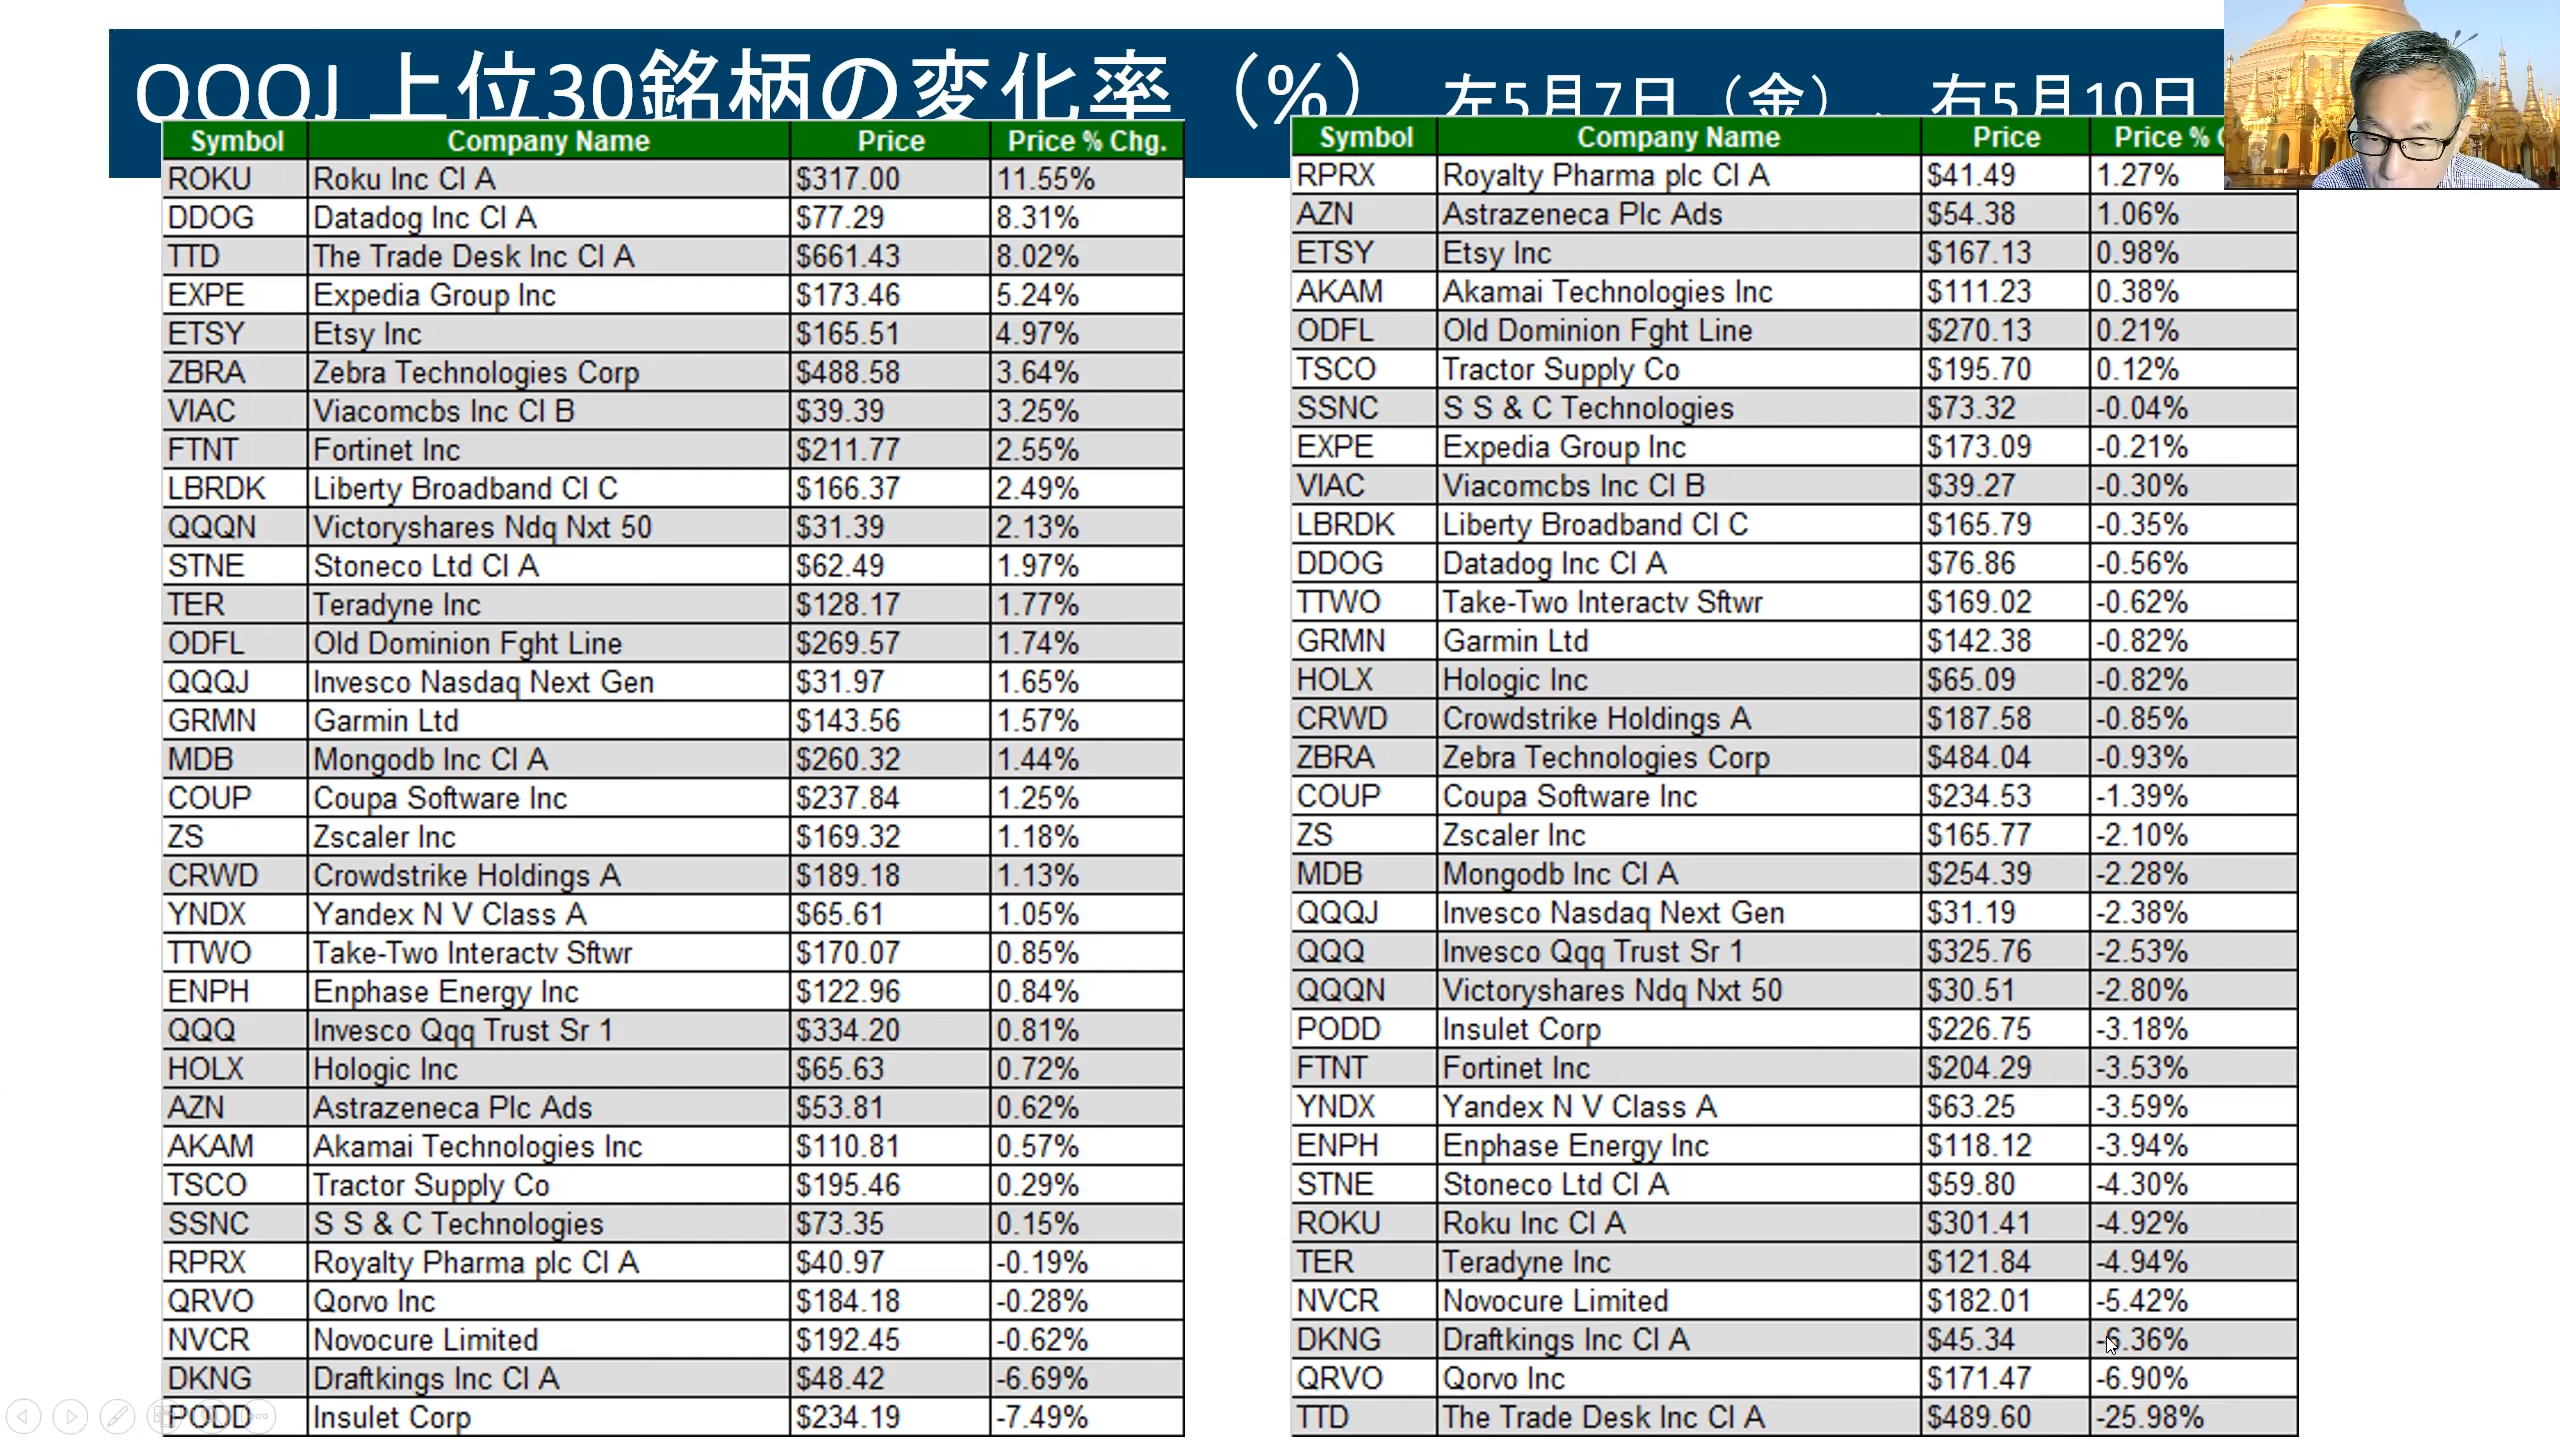 QQQJ 上位30銘柄の変化率（%） 左5月7日（金）、右5月10日
Symbol Company Name Price Price % Chg.
ROKU Roku Inc Cl A $317.00 11.55%
DDOG Datadog Inc Cl A $77.29 8.31%
TTD The Trade Desk Inc Cl A $661.43 8.02%
EXPE Expedia Group Inc $173.46 5.24%
ETSY Etsy Inc $165.51 4.97%
ZBRA Zebra Technologies Corp $488.58 3.64%
VIAC Viacomcbs Inc Cl B $39.39 3.25%
FTNT Fortinet Inc $211.77 2.55%
LBRDK Liberty Broadband Cl C $166.37 2.49%
QQQN Victoryshares Ndq Nxt 50 $31.39 2.13%
STNE Stoneco Ltd Cl A $62.49 1.97%
TER Teradyne Inc $128.17 1.77%
ODFL Old Dominion Fght Line $269.57 1.74%
QQQJ Invesco Nasdaq Next Gen $31.97 1.65%
GRMN Garmin Ltd $143.56 1.57%
MDB Mongodb Inc Cl A $260.32 1.44%
COUP Coupa Software Inc $237.84 1.25%
ZS Zscaler Inc $169.32 1.18%
CRWD Crowdstrike Holdings A $189.18 1.13%
YNDX Yandex N V Class A $65.61 1.05%
TTWO Take-Two Interactv Sftwr $170.07 0.85%
ENPH Enphase Energy Inc $122.96 0.84%
QQQ Invesco Qqq Trust Sr 1 $334.20 0.81%
HOLX Hologic Inc $65.63 0.72%
AZN Astrazeneca Plc Ads $53.81 0.62%
AKAM Akamai Technologies Inc $110.81 0.57%
TSCO Tractor Supply Co $195.46 0.29%
SSNC S S & C Technologies $73.35 0.15%
RPRX Royalty Pharma plc Cl A $40.97 -0.19%
QRVO Qorvo Inc $184.18 -0.28%
NVCR Novocure Limited $192.45 -0.62%
DKNG Draftkings Inc Cl A $48.42 -6.69%
PODD Insulet Corp $234.19 -7.49%
Symbol Company Name Price Price %
RPRX Royalty Pharma plc Cl A $41.49 1.27%
AZN Astrazeneca Plc Ads $54.38 1.06%
ETSY Etsy Inc $167.13 0.98%
AKAM Akamai Technologies Inc $111.23 0.38%
ODFL Old Dominion Fght Line $270.13 0.21%
TSCO Tractor Supply Co $195.70 0.12%
SSNC S S & C Technologies $73.32 -0.04%
EXPE Expedia Group Inc $173.09 -0.21%
VIAC Viacomcbs Inc Cl B $39.27 -0.30%
LBRDK Liberty Broadband Cl C $165.79 -0.35%
DDOG Datadog Inc Cl A $76.86 -0.56%
TTWO Take-Two Interactv Sftwr $169.02 -0.62%
GRMN Garmin Ltd $142.38 -0.82%
HOLX Hologic Inc $65.09 -0.82%
CRWD Crowdstrike Holdings A $187.58 -0.85%
ZBRA Zebra Technologies Corp $484.04 -0.93%
COUP Coupa Software Inc $234.53 -1.39%
ZS Zscaler Inc $165.77 -2.10%
MDB Mongodb Inc Cl A $254.39 -2.28%
QQQJ Invesco Nasdaq Next Gen $31.19 -2.38%
QQQ Invesco Qqq Trust Sr 1 $325.76 -2.53%
QQQN Victoryshares Ndq Nxt 50 $30.51 -2.80%
PODD Insulet Corp $226.75 -3.18%
FTNT Fortinet Inc $204.29 -3.53%
YNDX Yandex N V Class A $63.25 -3.59%
ENPH Enphase Energy Inc $118.12 -3.94%
STNE Stoneco Ltd Cl A $59.80 -4.30%
ROKU Roku Inc Cl A $301.41 -4.92%
TER Teradyne Inc $121.84 -4.94%
NVCR Novocure Limited $182.01 -5.42%
DKNG Draftkings Inc Cl A $45.34 -6.36%
QRVO Qorvo Inc $171.47 -6.90%
TTD The Trade Desk Inc Cl A $489.60 -25.98%